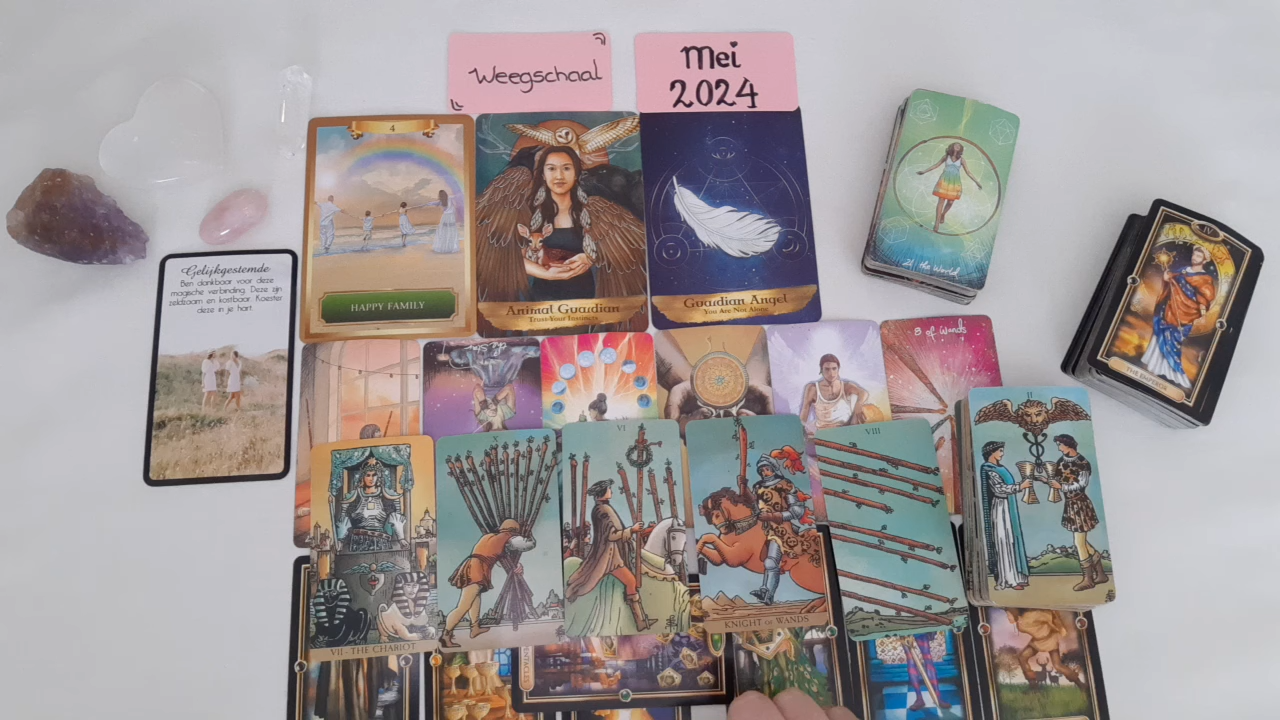 Weegschaal
Mei
2024
4
HAPPY FAMILY
Animal Guardian
Trust Your Instincts
Guardian Angel
You Are Not Alone
21 the World
IV
THE EMPEROR
Gelijkgestemde
Ben dankbaar voor deze
magische verbinding. Deze zijn
zeldzaam en kostbaar. Koester
deze in je hart.
8 of Wands
VII - THE CHARIOT
X
VI
KNIGHT OF WANDS
VIII
II
PENTACLES